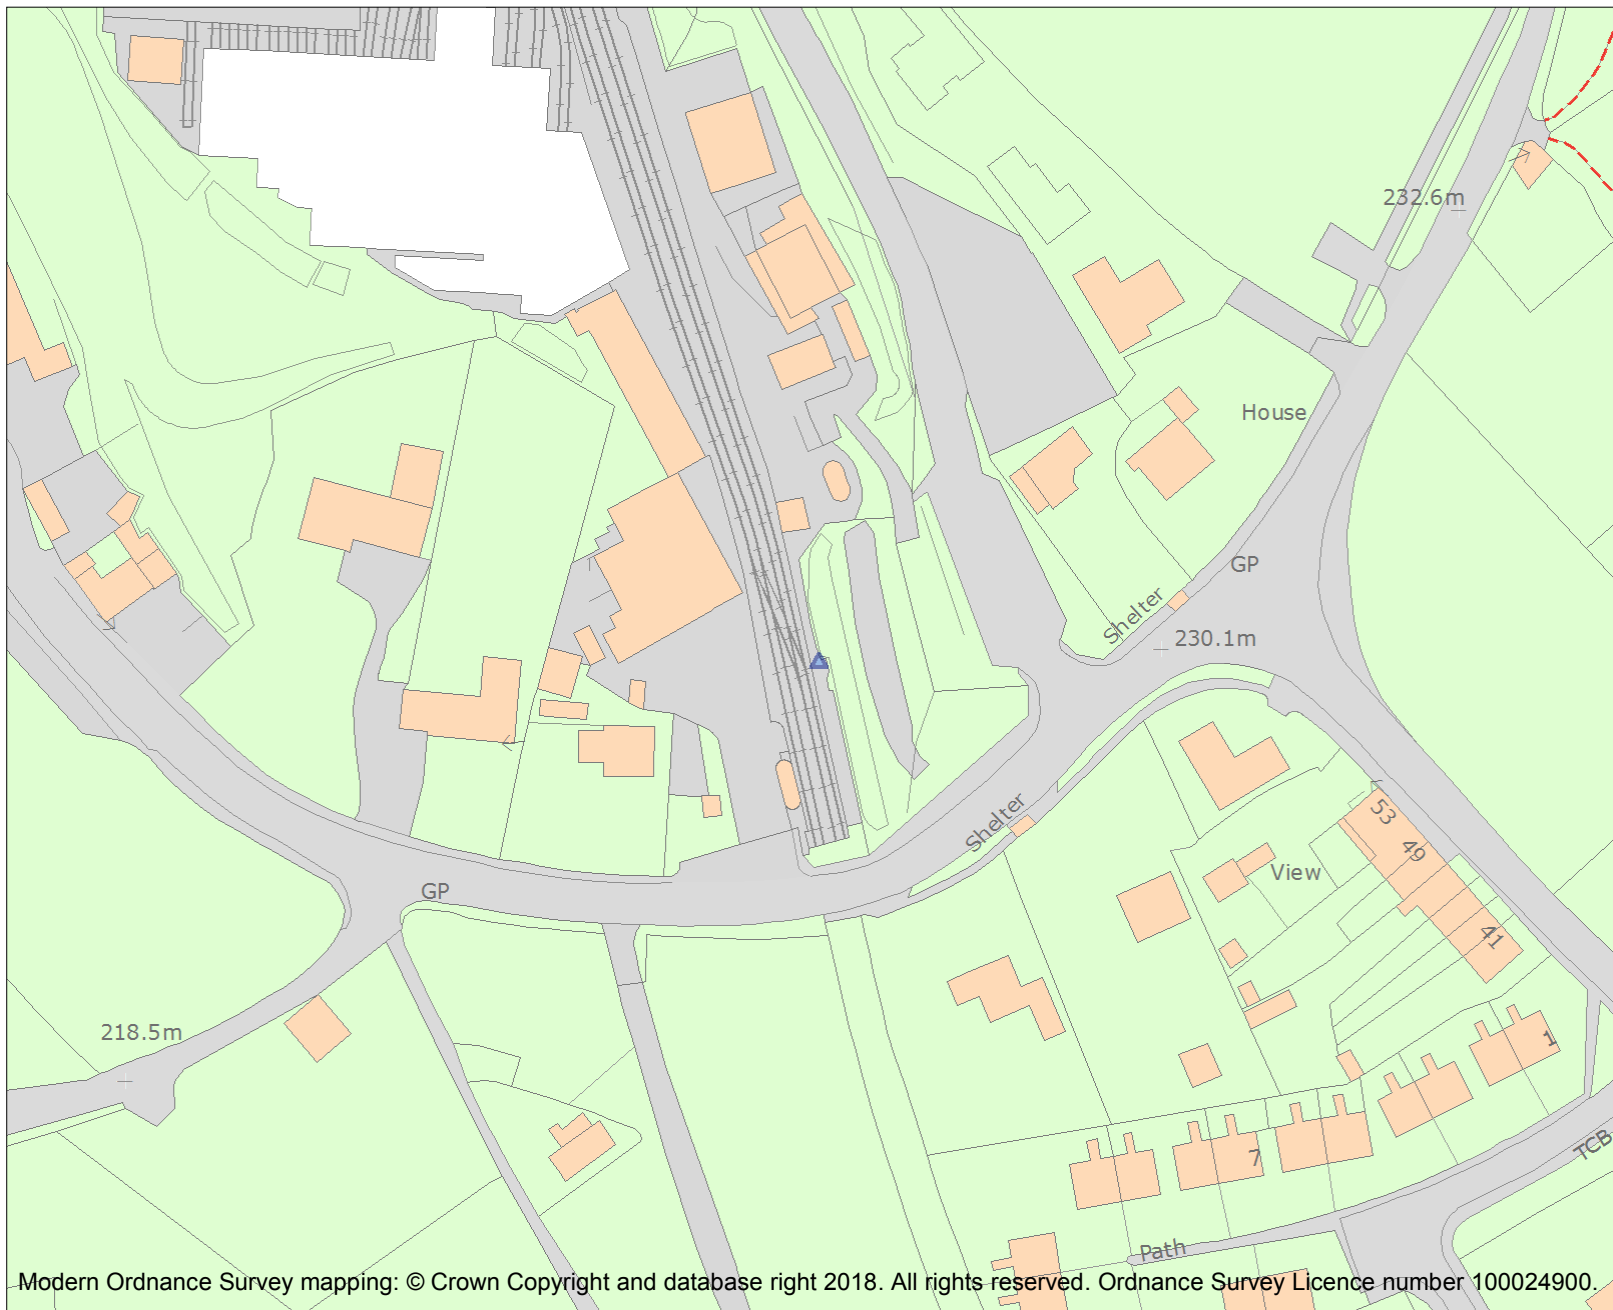 232.6m
House
GP
Shelter
230.1m
Shelter
53
49
View
GP
41
218.5m
1
7
TCB
Path
Modern Ordnance Survey mapping: © Crown Copyright and database right 2018. All rights reserved. Ordnance Survey Licence number 100024900.